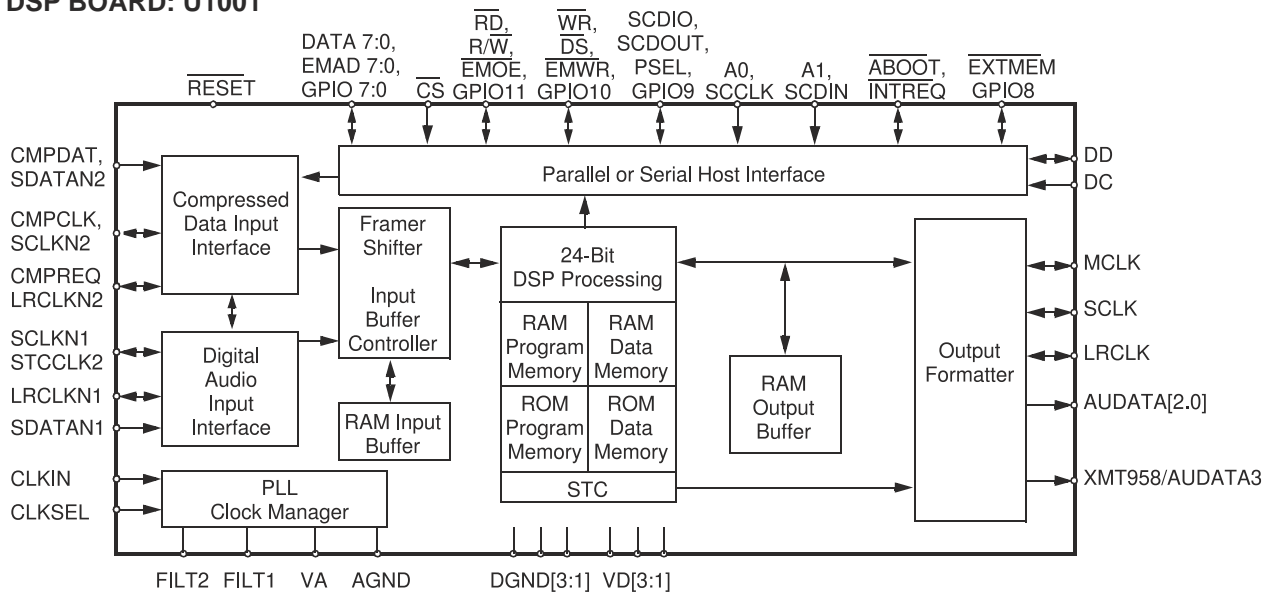 DSP BOARD: U1001
DATA 7:0,
EMAD 7:0,
GPIO 7:0
RESET
CS
RD,
R/W,
EMOE,
GPIO11
WR,
DS,
EMWR,
GPIO10
SCDIO,
SCDOUT,
PSEL,
GPIO9
A0,
SCCLK
A1,
SCDIN
ABOOT,
INTREQ
EXTMEM
GPIO8
CMPDAT,
SDATAN2
CMPCLK,
SCLKN2
CMPREQ
LRCLKN2
SCLKN1
STCCLK2
LRCLKN1
SDATAN1
CLKIN
CLKSEL
Compressed
Data Input
Interface
Digital
Audio
Input
Interface
PLL
Clock Manager
Parallel or Serial Host Interface
Framer
Shifter
Input
Buffer
Controller
RAM Input
Buffer
24-Bit
DSP Processing
RAM
Program
Memory
RAM
Data
Memory
ROM
Program
Memory
ROM
Data
Memory
STC
RAM
Output
Buffer
Output
Formatter
DD
DC
MCLK
SCLK
LRCLK
AUDATA[2.0]
XMT958/AUDATA3
FILT2 FILT1 VA AGND DGND[3:1] VD[3:1]